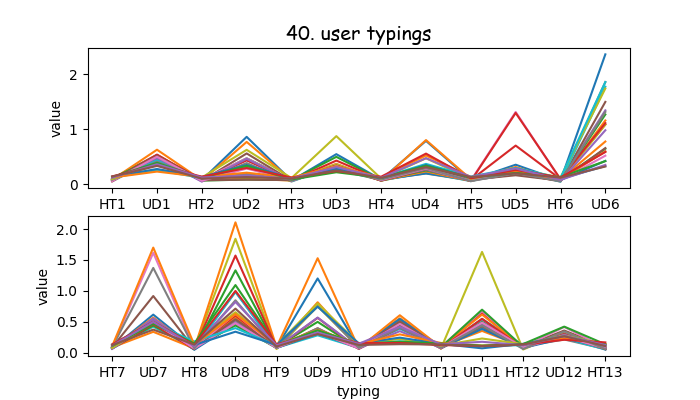 40. user typings
2
1
0
value
HT1 UD1 HT2 UD2 HT3 UD3 HT4 UD4 HT5 UD5 HT6 UD6
2.0
1.5
1.0
0.5
0.0
value
HT7 UD7 HT8 UD8 HT9 UD9 HT10 UD10 HT11 UD11 HT12 UD12 HT13
typing